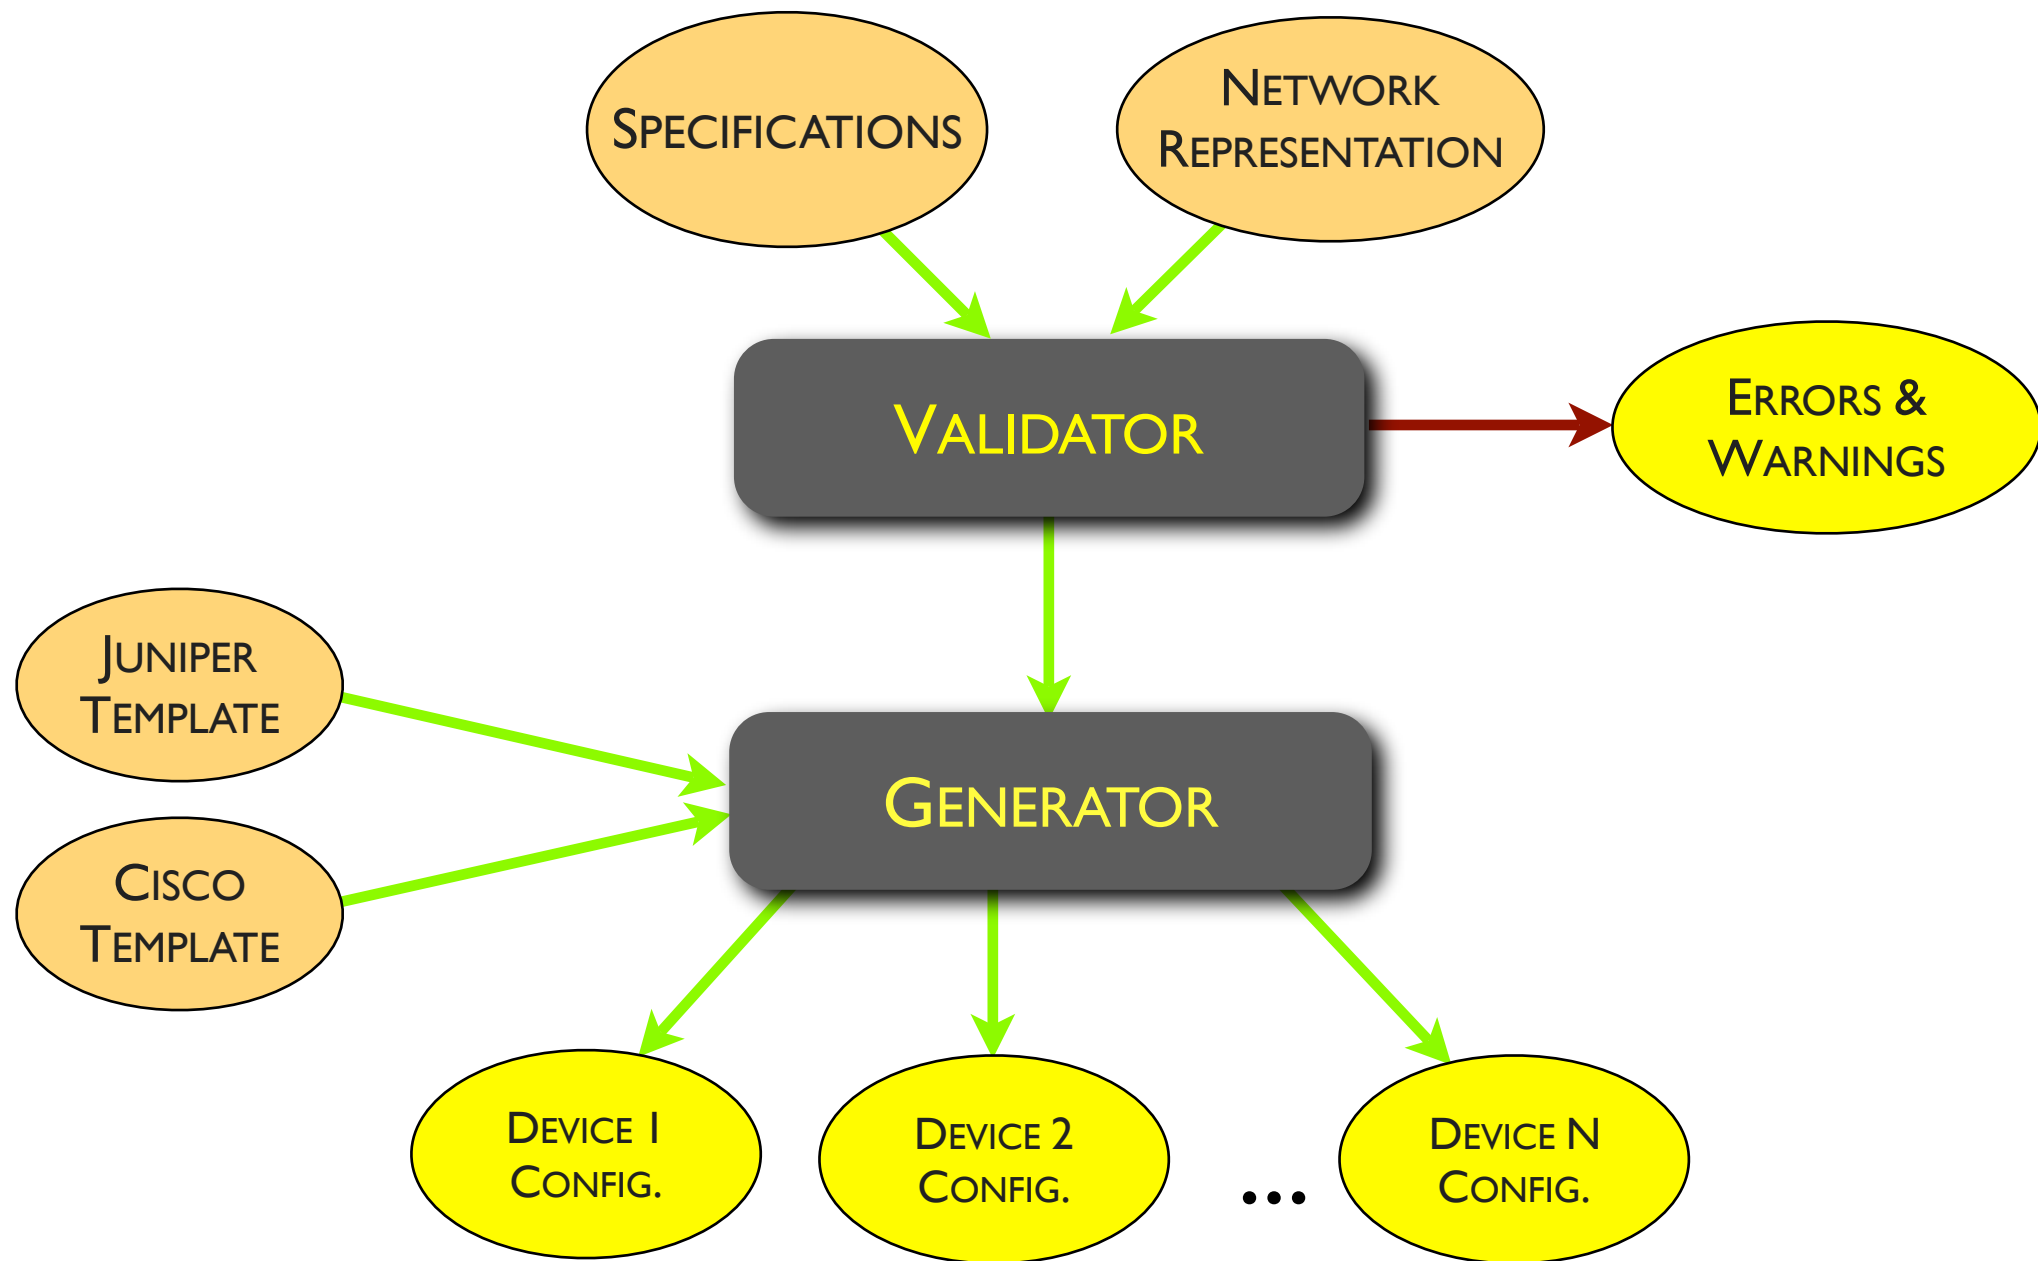 SPECIFICATIONS
NETWORK
REPRESENTATION
VALIDATOR
ERRORS &
WARNINGS
JUNIPER
TEMPLATE
GENERATOR
CISCO
TEMPLATE
DEVICE 1
CONFIG.
DEVICE 2
CONFIG.
...
DEVICE N
CONFIG.